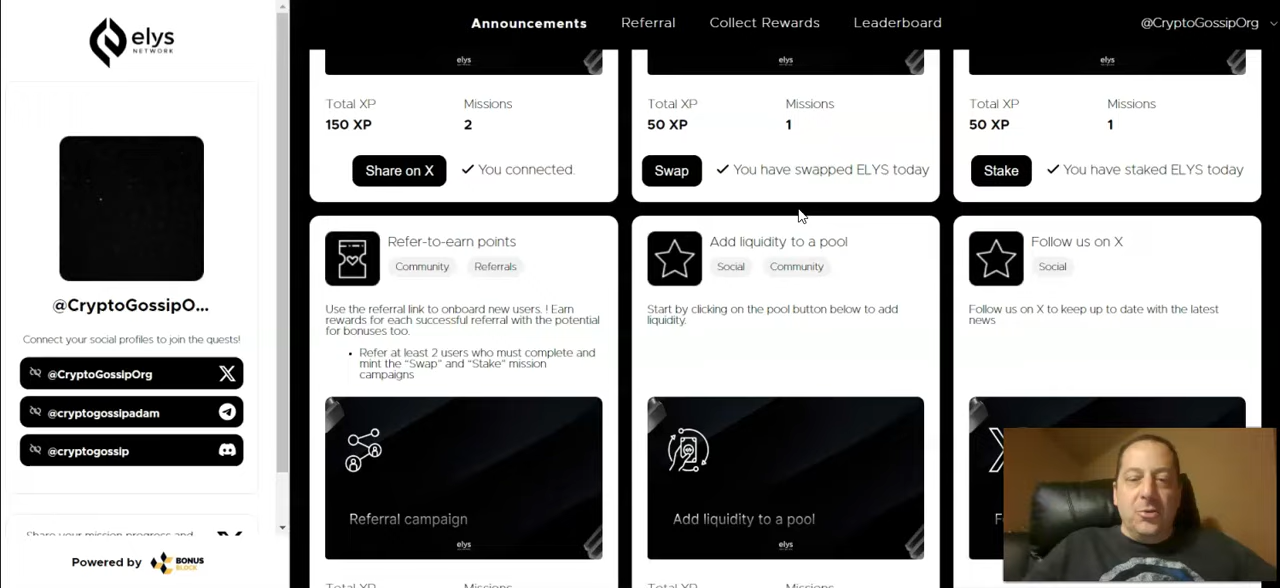 Announcements
Referral
Collect Rewards
Leaderboard
@CryptoGossipOrg
elys
NETWORK
@CryptoGossipO...
Connect your social profiles to join the quests!
@CryptoGossipOrg
@cryptogossipadam
@cryptogossip
Share your mission progress and
Powered by
BONUS
BLOCK
elys
Total XP
Missions
150 XP
2
Share on X
You connected.
elys
Total XP
Missions
50 XP
1
Swap
You have swapped ELYS today
elys
Total XP
Missions
50 XP
1
Stake
You have staked ELYS today
Refer-to-earn points
Community
Referrals
Use the referral link to onboard new users. ! Earn
rewards for each successful referral with the potential
for bonuses too.
Refer at least 2 users who must complete and
mint the “Swap” and “Stake” mission
campaigns
Referral campaign
elys
Total XP
Missions
Add liquidity to a pool
Social
Community
Start by clicking on the pool button below to add
liquidity.
Add liquidity to a pool
elys
Total XP
Missions
Follow us on X
Social
Follow us on X to keep up to date with the latest
news